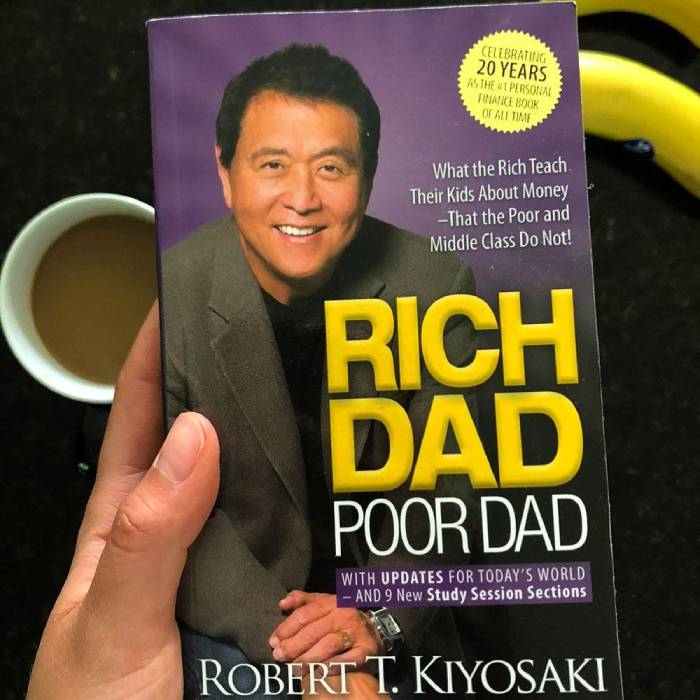 CELEBRATING
20 YEARS
AS THE #1 PERSONAL
FINANCE BOOK
OF ALL TIME
What the Rich Teach
Their Kids About Money
–That the Poor and
Middle Class Do Not!
RICH
DAD
POOR DAD
WITH UPDATES FOR TODAY'S WORLD
– AND 9 New Study Session Sections
ROBERT T. KIYOSAKI